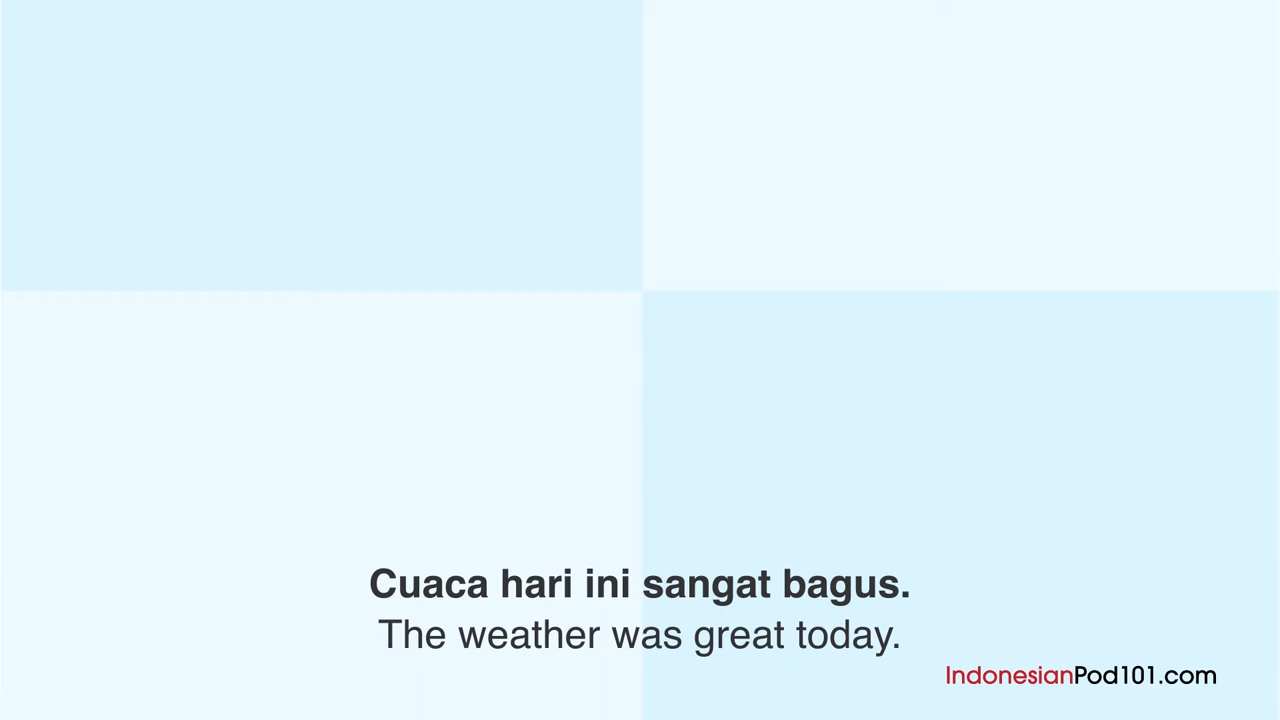 Cuaca hari ini sangat bagus.
The weather was great today.
IndonesianPod101.com